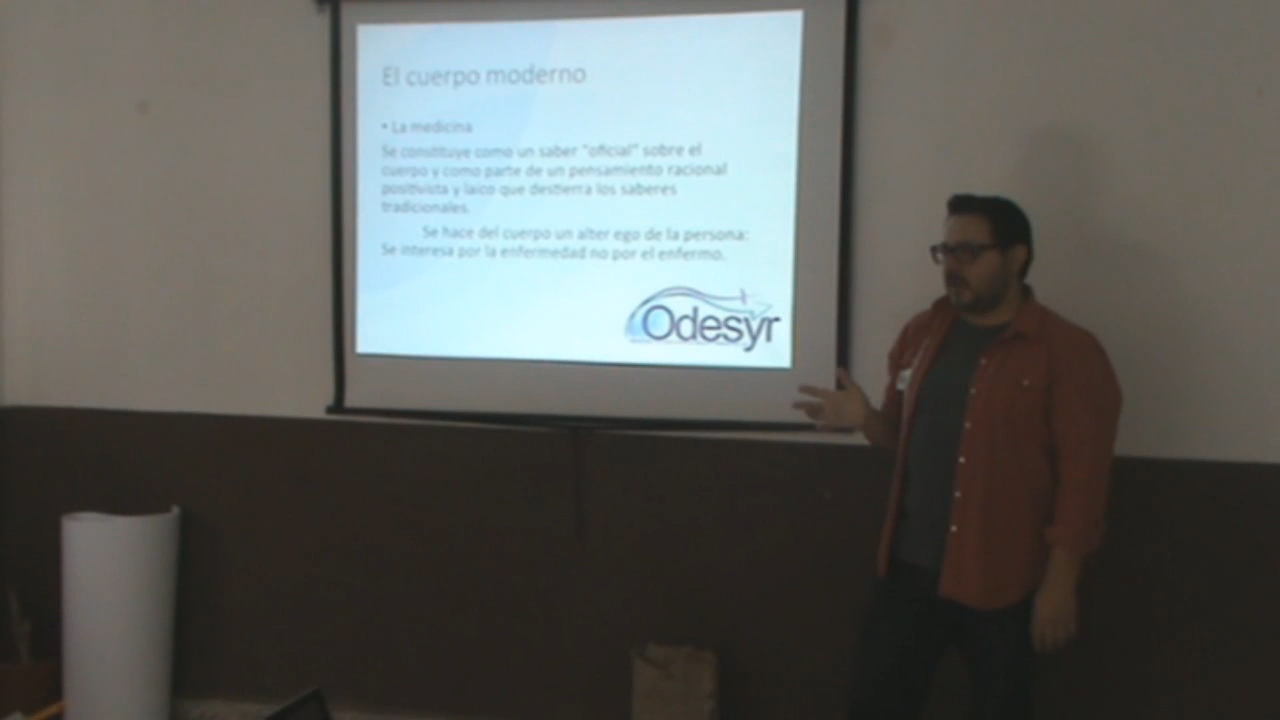 El cuerpo moderno
• La medicina
Se constituye como un saber "oficial" sobre el
cuerpo y como parte de un pensamiento racional
positivista y laico que destierra los saberes
tradicionales.
Se hace del cuerpo un alter ego de la persona:
Se interesa por la enfermedad no por el enfermo.
Odesyr